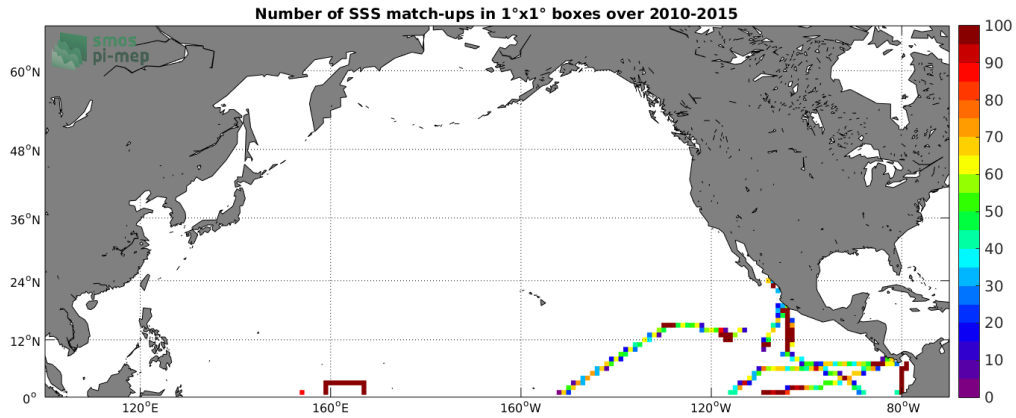 Number of SSS match-ups in 1°x1° boxes over 2010-2015
smos
pi-mep
60°N
48°N
36°N
24°N
12°N
0°
120°E
160°E
160°W
120°W
80°W
100
90
80
70
60
50
40
30
20
10
0